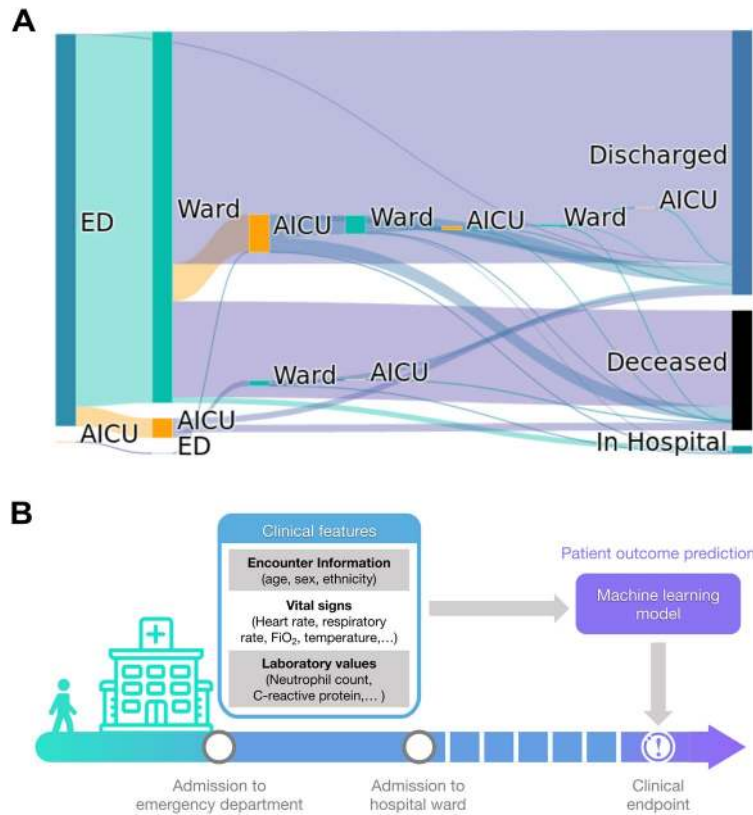 A
ED
Ward
AICU
Ward
AICU
Ward
AICU
Discharged
Ward
AICU
Deceased
AICU
AICU
ED
In Hospital
B
Clinical features
Encounter Information
(age, sex, ethnicity)
Vital signs
(Heart rate, respiratory
rate, FiO₂, temperature,...)
Laboratory values
(Neutrophil count,
C-reactive protein,... )
Patient outcome prediction
Machine learning
model
Admission to
emergency department
Admission to
hospital ward
!
Clinical
endpoint